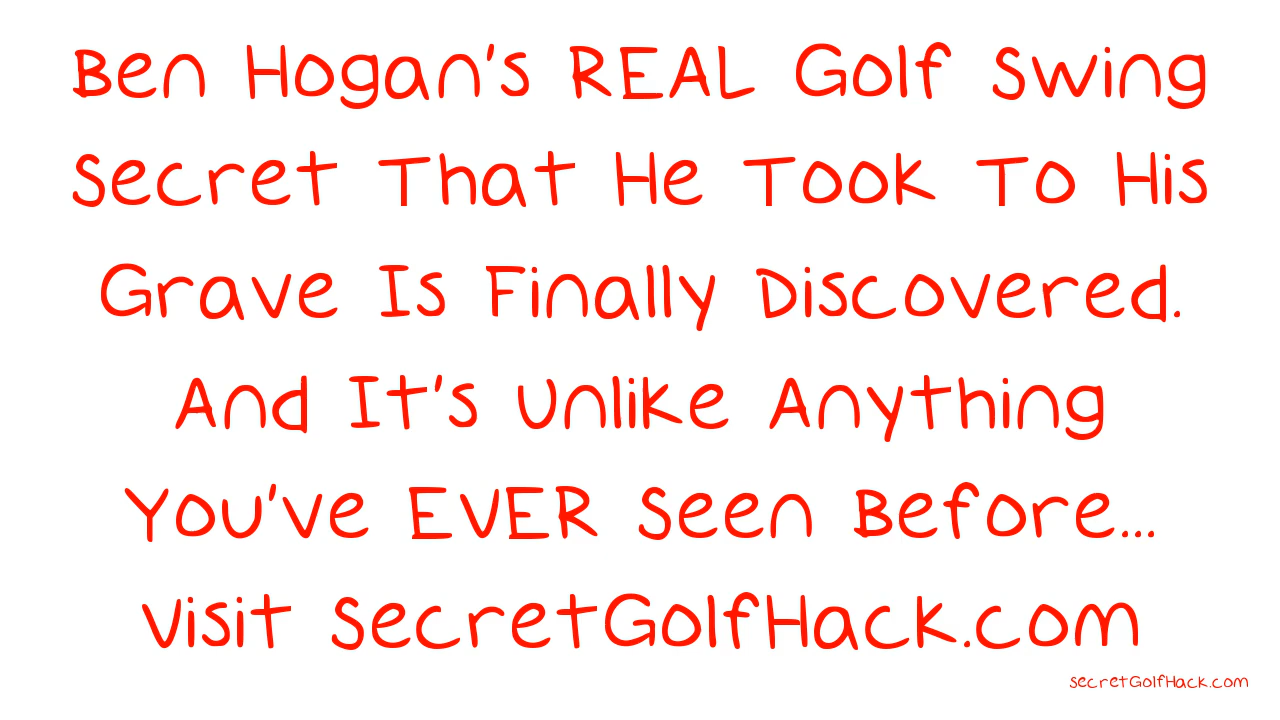 Ben Hogan's REAL Golf Swing
Secret That He Took To His
Grave Is Finally Discovered.
And It's Unlike Anything
You've EVER Seen Before...
Visit SecretGolfHack.com
SecretGolfHack.com